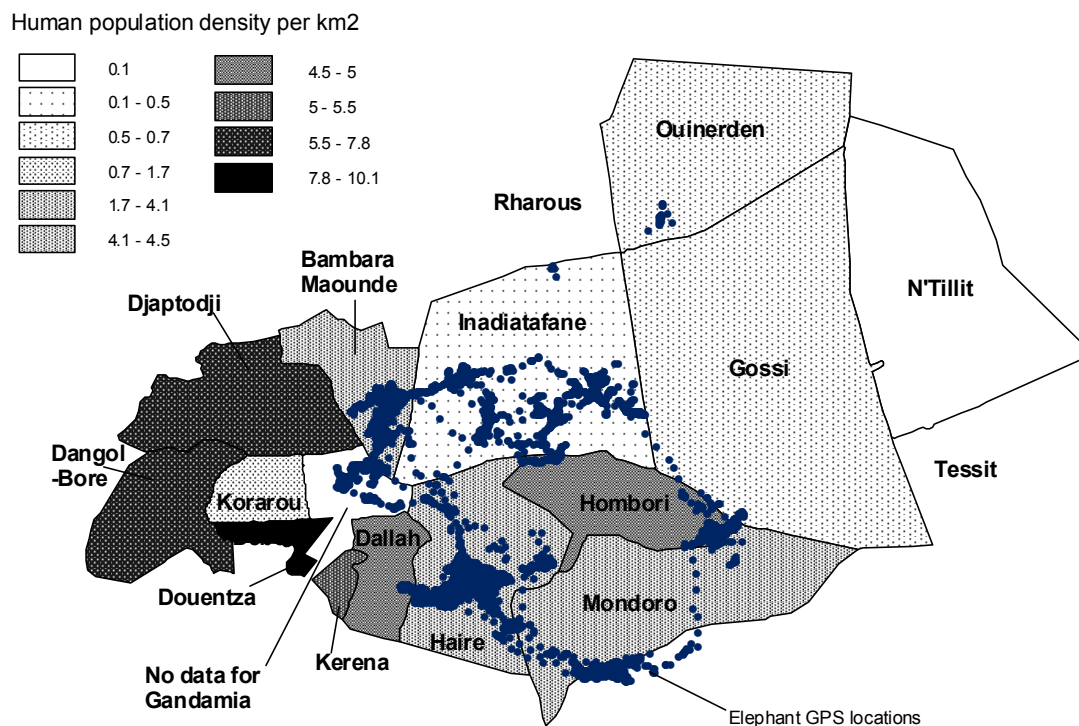 Human population density per km2
0.1
0.1 - 0.5
0.5 - 0.7
0.7 - 1.7
1.7 - 4.1
4.1 - 4.5
4.5 - 5
5 - 5.5
5.5 - 7.8
7.8 - 10.1
Ouinerden
Rharous
Bambara
Maounde
N'Tillit
Djaptodji
Inadiatafane
Gossi
Dangol
-Bore
Tessit
Korarou
Hombori
Dallah
Douentza
Mondoro
Haire
Kerena
No data for
Gandamia
Elephant GPS locations